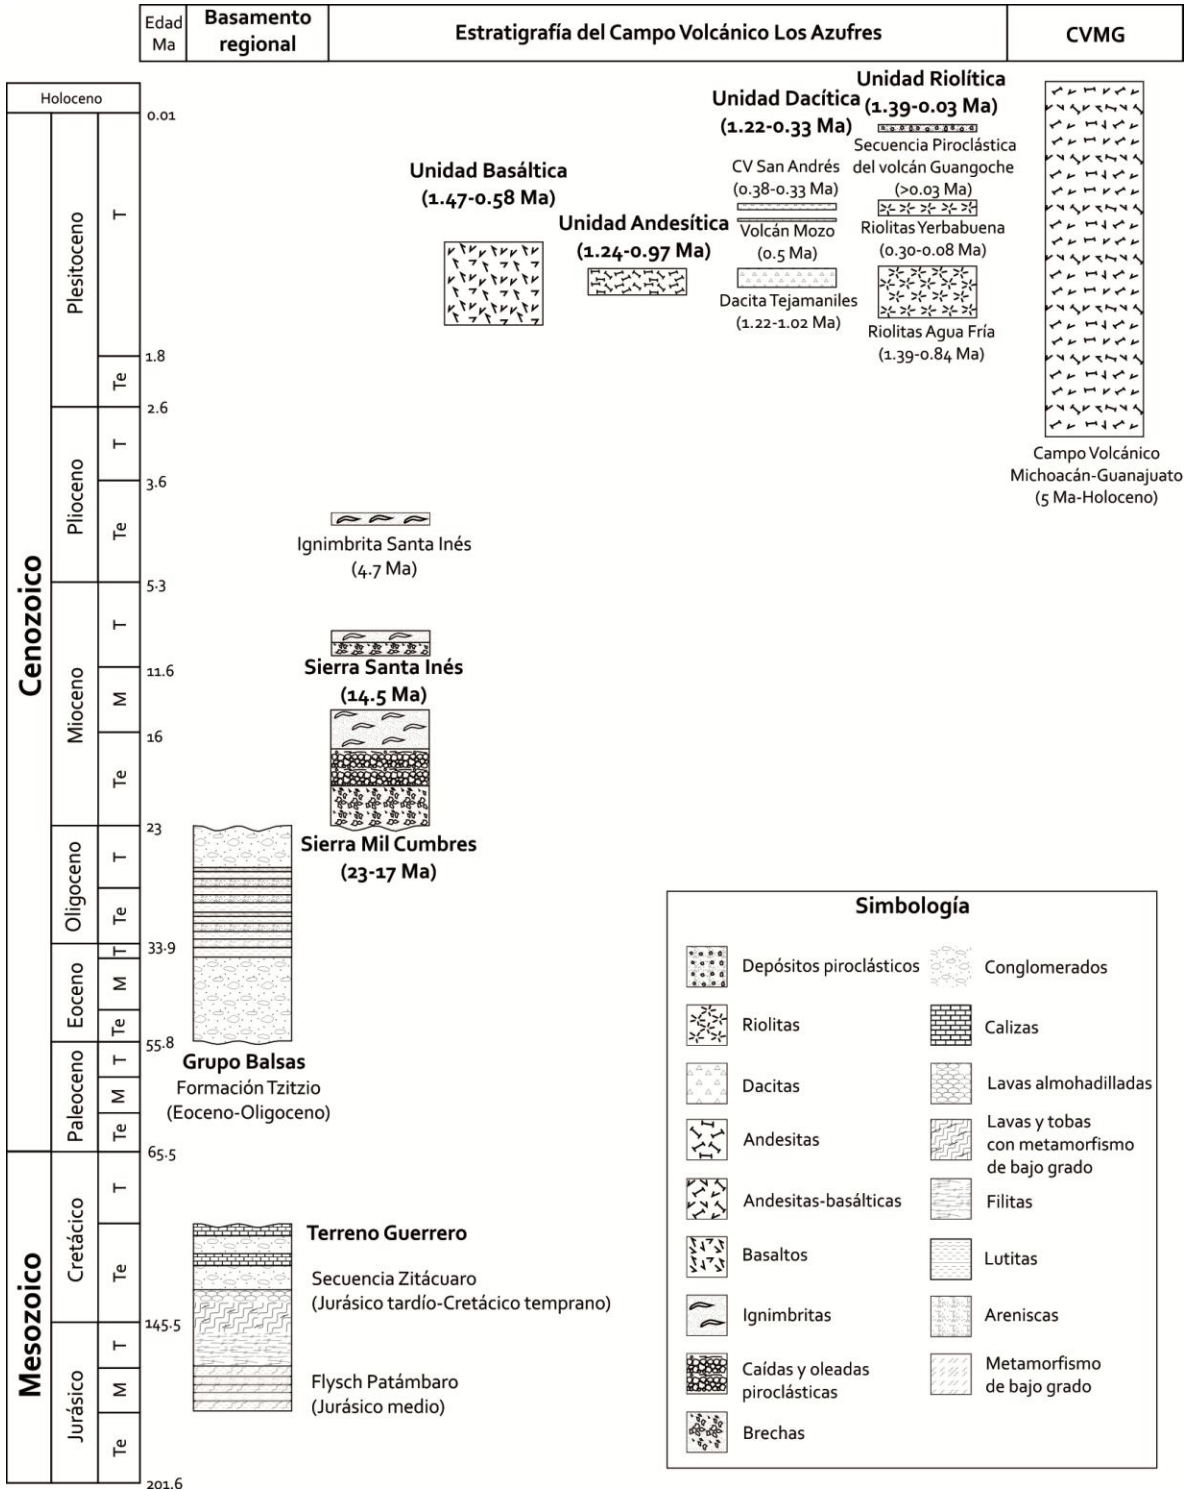 Edad
Ma
Basamento
regional
Estratigrafía del Campo Volcánico Los Azufres
CVMG
Holoceno
0.01
Plesitoceno
T
1.8
Te
2.6
Plioceno
T
3.6
Te
5.3
Cenozoico
Mioceno
T
11.6
M
16
Te
23
Oligoceno
T
Te
33.9
Eoceno
T
M
Te
55.8
Paleoceno
T
M
Te
65.5
Mesozoico
Cretácico
T
Te
145.5
Jurásico
T
M
Te
201.6
Unidad Basáltica
(1.47-0.58 Ma)
Unidad Andesítica
(1.24-0.97 Ma)
Unidad Dacítica
(1.22-0.33 Ma)
CV San Andrés
(0.38-0.33 Ma)
Volcán Mozo
(0.5 Ma)
Dacita Tejamaniles
(1.22-1.02 Ma)
Unidad Riolítica
(1.39-0.03 Ma)
Secuencia Piroclástica
del volcán Guangoche
(>0.03 Ma)
Riolitas Yerbabuena
(0.30-0.08 Ma)
Riolitas Agua Fría
(1.39-0.84 Ma)
Campo Volcánico
Michoacán-Guanajuato
(5 Ma-Holoceno)
Ignimbrita Santa Inés
(4.7 Ma)
Sierra Santa Inés
(14.5 Ma)
Sierra Mil Cumbres
(23-17 Ma)
Grupo Balsas
Formación Tzitzio
(Eoceno-Oligoceno)
Terreno Guerrero
Secuencia Zitácuaro
(Jurásico tardío-Cretácico temprano)
Flysch Patámbaro
(Jurásico medio)
Simbología
Depósitos piroclásticos
Riolitas
Dacitas
Andesitas
Andesitas-basálticas
Basaltos
Ignimbritas
Caídas y oleadas
piroclásticas
Brechas
Conglomerados
Calizas
Lavas almohadilladas
Lavas y tobas
con metamorfismo
de bajo grado
Filitas
Lutitas
Areniscas
Metamorfismo
de bajo grado